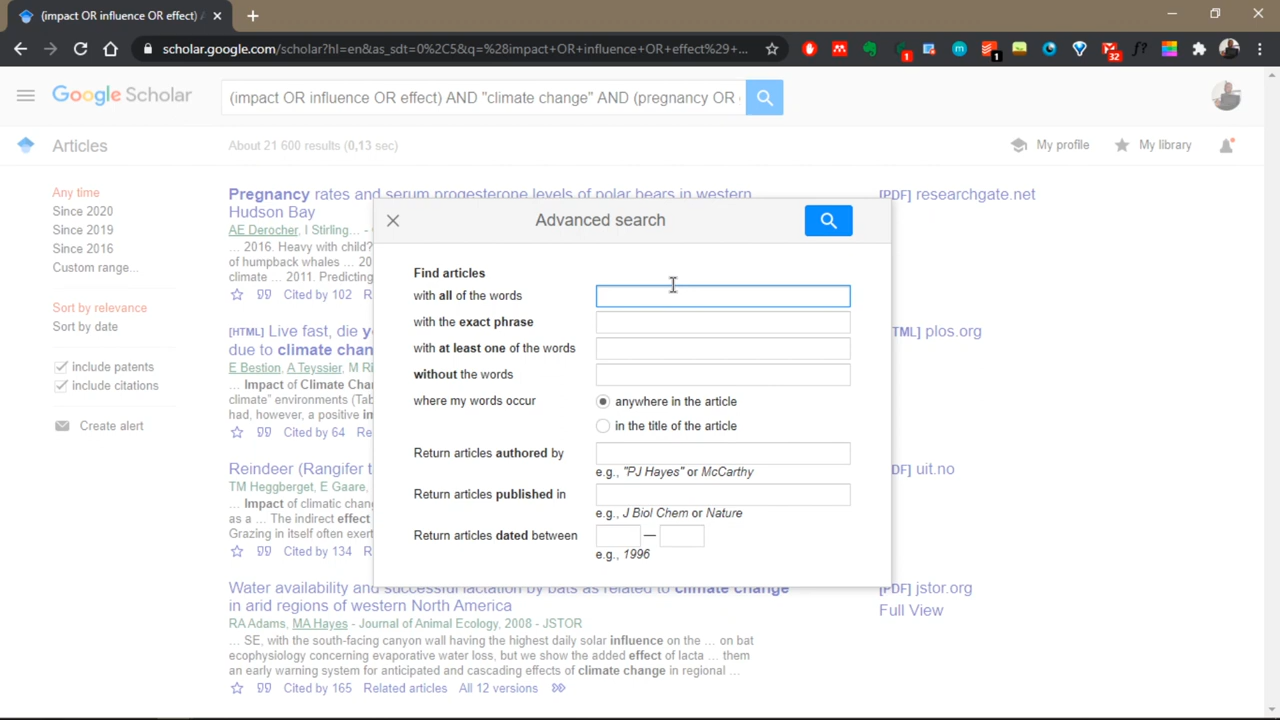 (impact OR influence OR effect)
scholar.google.com/scholar?hl=en&as_sdt=0%2C5&q=%28impact+OR+influence+OR+effect%29+...
1
1
32
Google Scholar
(impact OR influence OR effect) AND "climate change" AND (pregnancy OR
Articles
About 21 600 results (0,13 sec)
My profile
My library
Any time
Since 2020
Since 2019
Since 2016
Custom range...
Sort by relevance
Sort by date
include patents
include citations
Create alert
Pregnancy rates and serum progesterone levels of polar bears in western
Hudson Bay
AE Derocher, I Stirling... -
... 2016. Heavy with child?
of humpback whales ... 20
climate ... 2011. Predicting
Cited by 102
[PDF] researchgate.net
[HTML] Live fast, die
due to climate chan
E Bestion, A Teyssier, M Ri
... Impact of Climate Cha
climate" environments (Tab
had, however, a positive im
Cited by 64 Re
TML] plos.org
Reindeer (Rangifer t
TM Heggberget, E Gaare,
... Impact of climatic chan
as a ... The indirect effect
Grazing in itself often exert
Cited by 134
DF] uit.no
Water availability and successful lactation by bats as related to climate change
in arid regions of western North America
RA Adams, MA Hayes - Journal of Animal Ecology, 2008 - JSTOR
... SE, with the south-facing canyon wall having the highest daily solar influence on the ... on bat
ecophysiology concerning evaporative water loss, but we show the added effect of lacta ... them
an early warning system for anticipated and cascading effects of climate change in regional ...
Cited by 165 Related articles All 12 versions
[PDF] jstor.org
Full View
Advanced search
Find articles
with all of the words
with the exact phrase
with at least one of the words
without the words
where my words occur
anywhere in the article
in the title of the article
Return articles authored by
e.g., "PJ Hayes" or McCarthy
Return articles published in
e.g., J Biol Chem or Nature
Return articles dated between
—
e.g., 1996